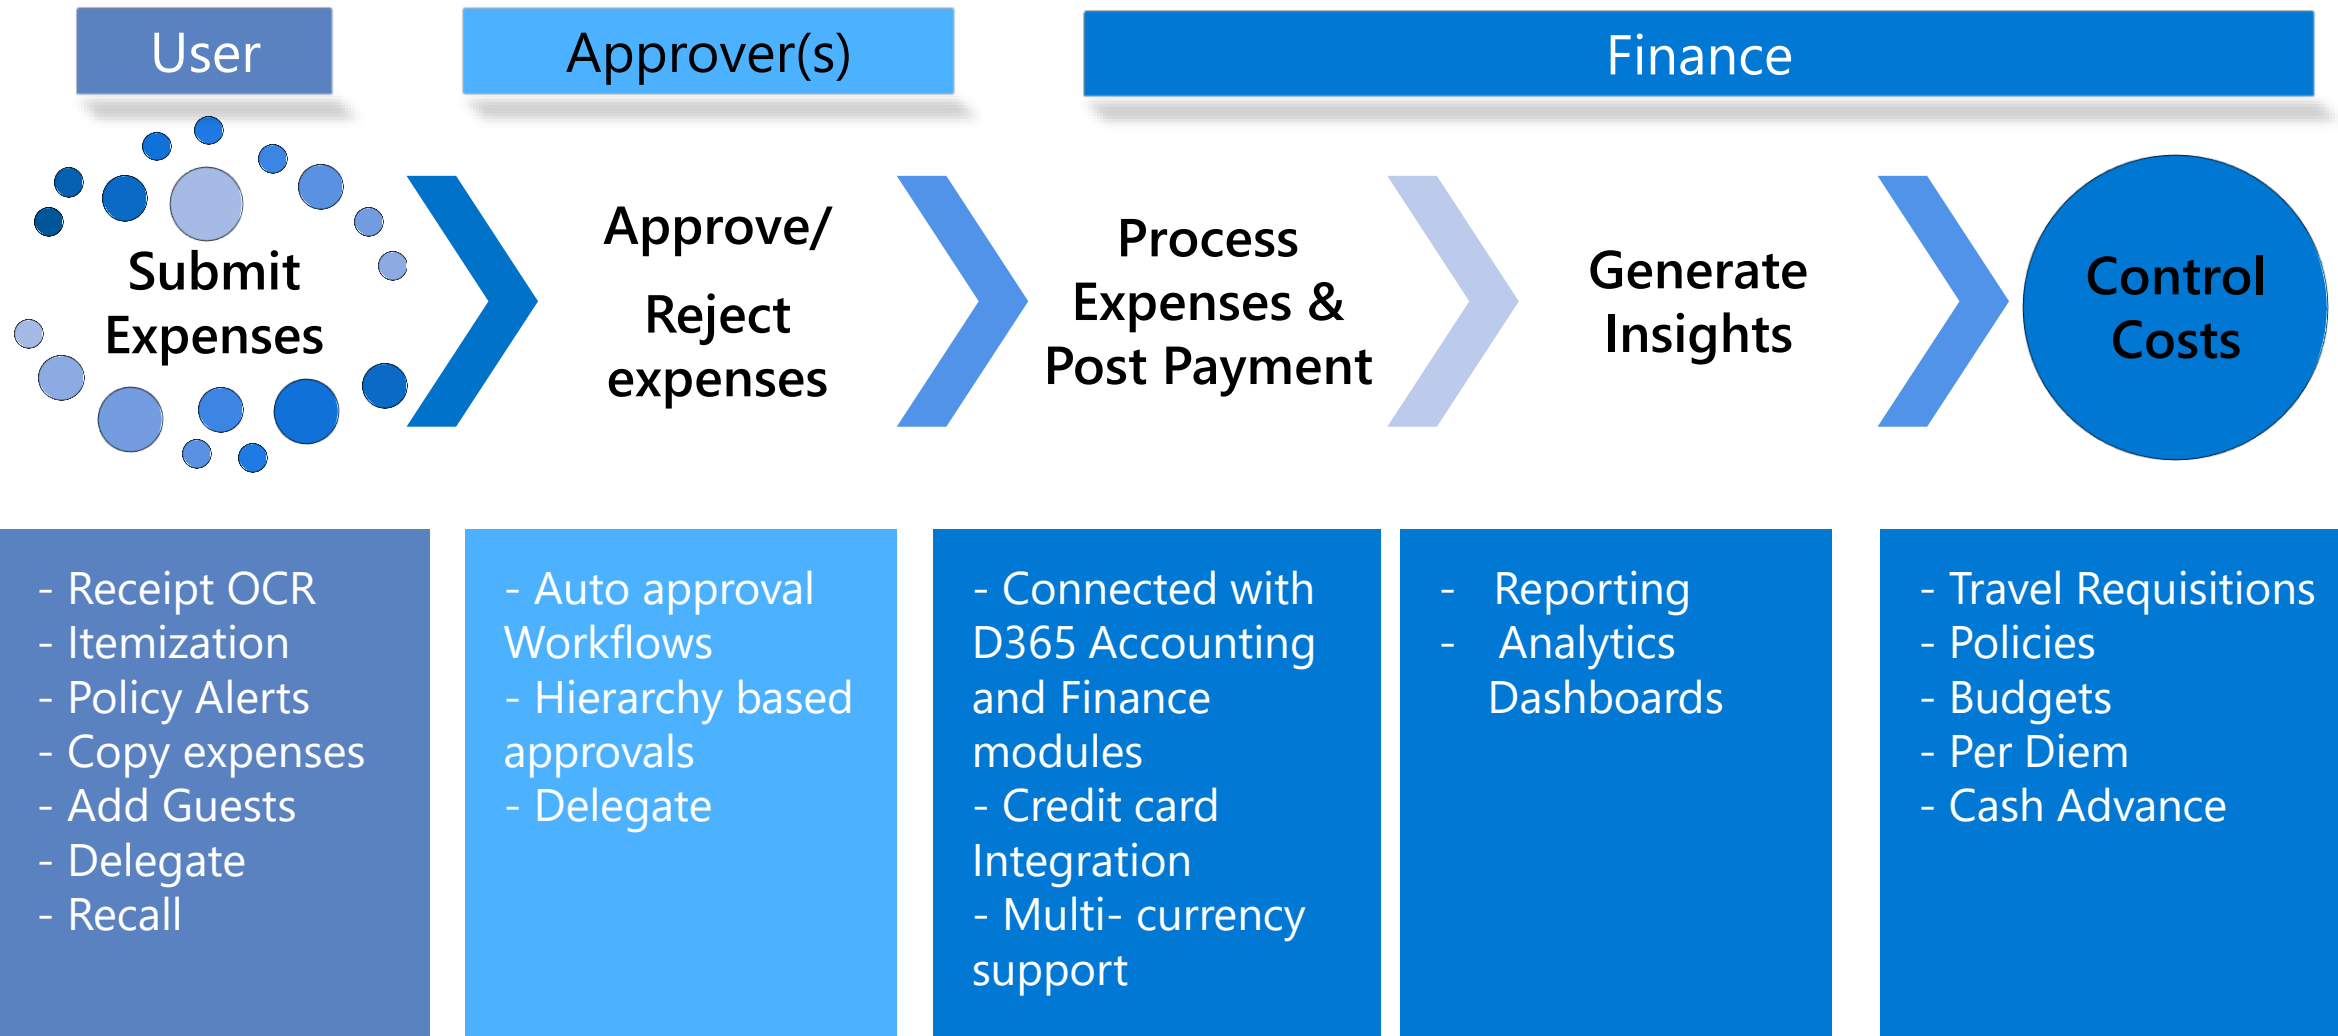 User
Approver(s)
Finance
Submit
Expenses
Approve/
Reject
expenses
Process
Expenses &
Post Payment
Generate
Insights
Control
Costs
- Receipt OCR
- Itemization
- Policy Alerts
- Copy expenses
- Add Guests
- Delegate
- Recall
- Auto approval
Workflows
- Hierarchy based
approvals
- Delegate
- Connected with
D365 Accounting
and Finance
modules
- Credit card
Integration
- Multi- currency
support
- Reporting
- Analytics
Dashboards
- Travel Requisitions
- Policies
- Budgets
- Per Diem
- Cash Advance